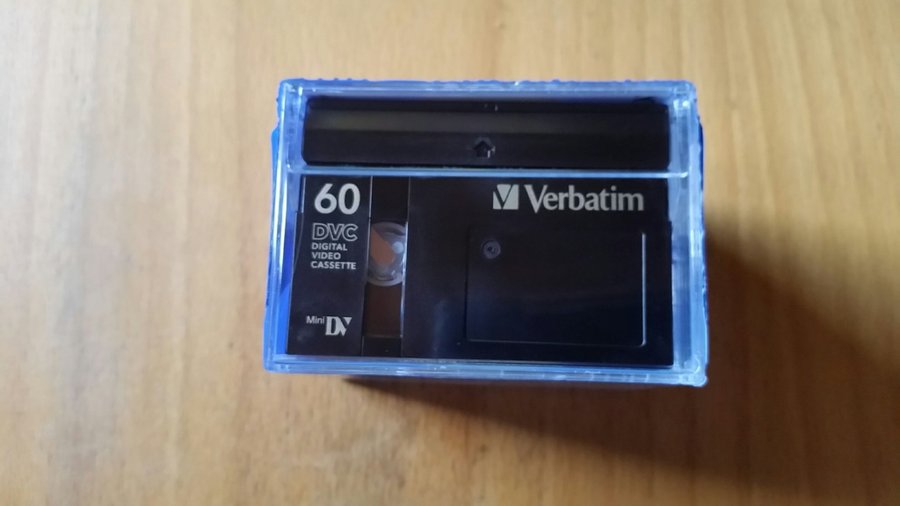 60
Verbatim
DVC
DIGITAL
VIDEO
CASSETTE
Mini DV